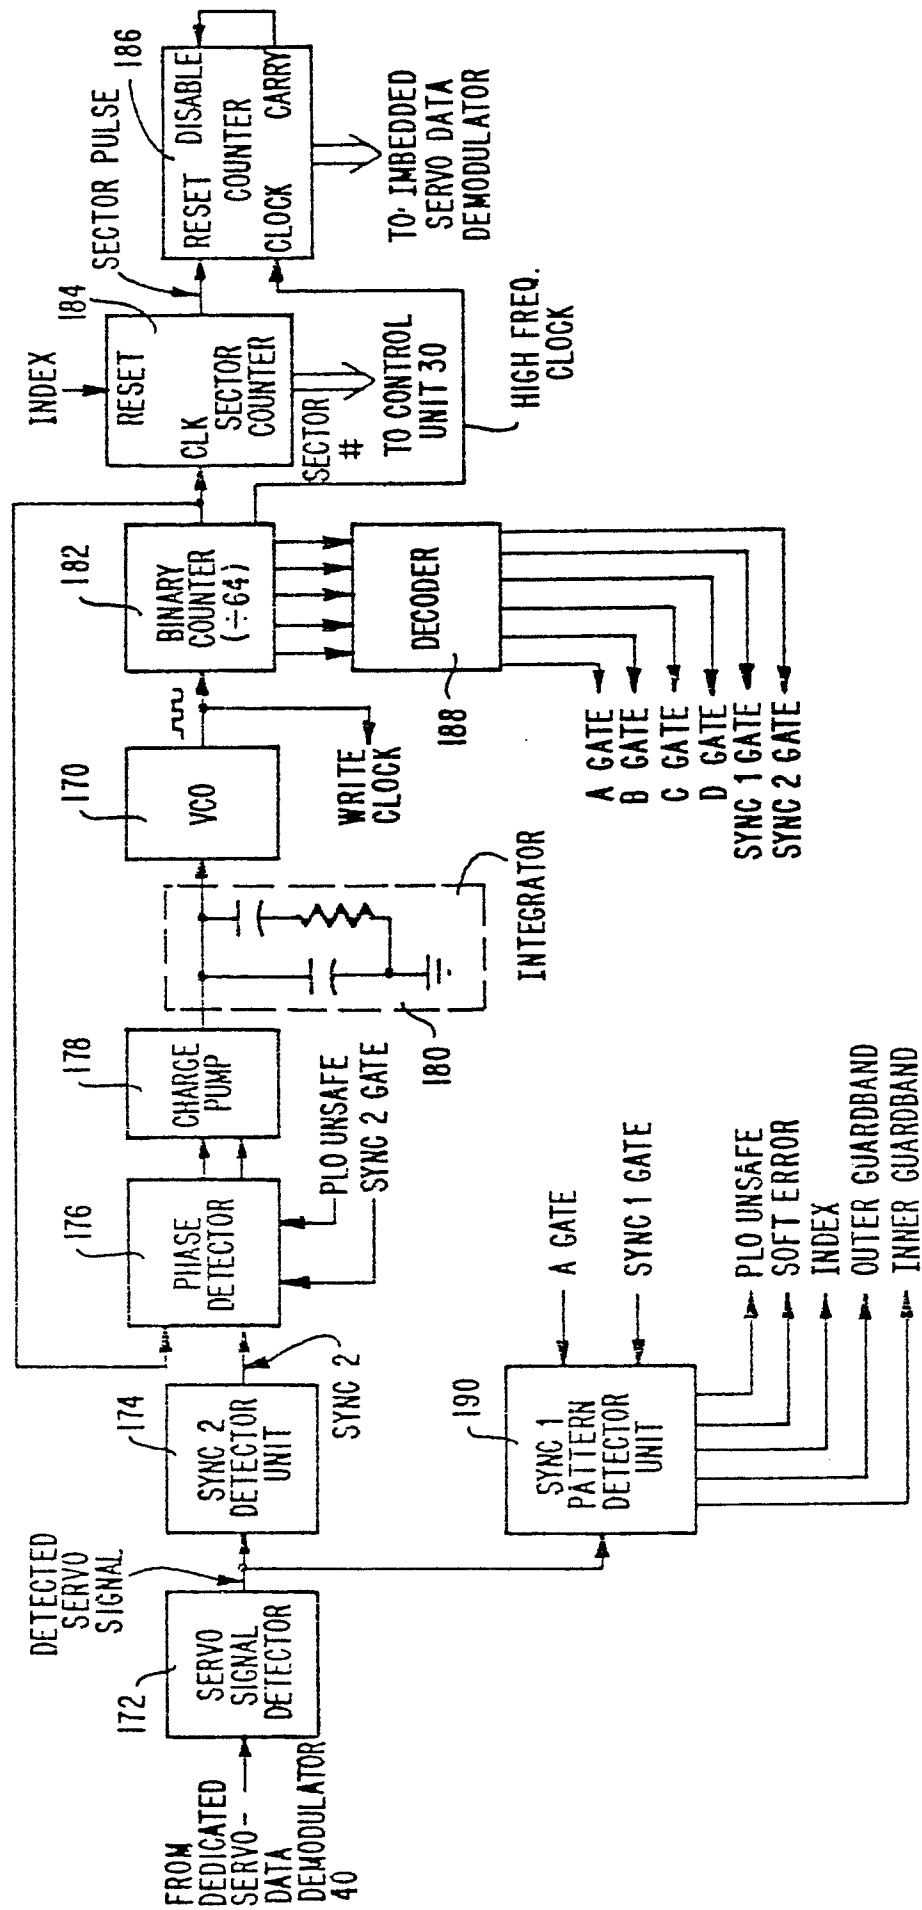 FROM
DEDICATED
SERVO-
DATA
DEMODULATOR
40
172
SERVO
SIGNAL
DETECTOR
DETECTED
SERVO
SIGNAL
174
SYNC 2
DETECTOR
UNIT
SYNC 2
176
PHASE
DETECTOR
PLO UNSAFE
SYNC 2 GATE
178
CHARGE
PUMP
180
INTEGRATOR
170
VCO
WRITE
CLOCK
182
BINARY
COUNTER
(÷64)
DECODER
188
A GATE
B GATE
C GATE
D GATE
SYNC 1 GATE
SYNC 2 GATE
INDEX
184
RESET
CLK
SECTOR
COUNTER
SECTOR
#
TO CONTROL
UNIT 30
HIGH FREQ.
CLOCK
SECTOR PULSE
186
RESET DISABLE
COUNTER
CLOCK CARRY
TO IMBEDDED
SERVO DATA
DEMODULATOR
190
SYNC 1
PATTERN
DETECTOR
UNIT
A GATE
SYNC 1 GATE
PLO UNSAFE
SOFT ERROR
INDEX
OUTER GUARDBAND
INNER GUARDBAND